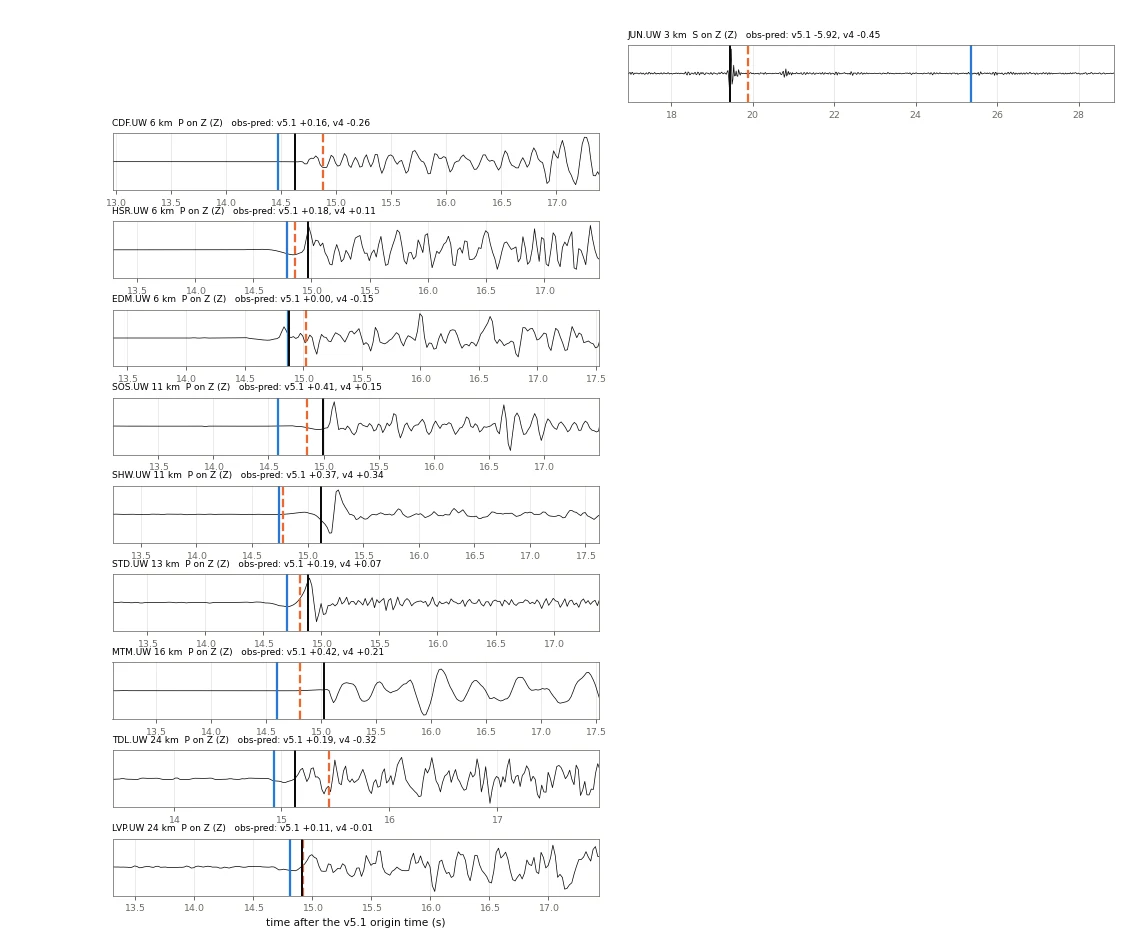 JUN.UW 3 km  S on Z (Z)   obs-pred: v5.1 -5.92, v4 -0.45
18 20 22 24 26 28
CDF.UW 6 km  P on Z (Z)   obs-pred: v5.1 +0.16, v4 -0.26
13.0 13.5 14.0 14.5 15.0 15.5 16.0 16.5 17.0
HSR.UW 6 km  P on Z (Z)   obs-pred: v5.1 +0.18, v4 +0.11
13.5 14.0 14.5 15.0 15.5 16.0 16.5 17.0
EDM.UW 6 km  P on Z (Z)   obs-pred: v5.1 +0.00, v4 -0.15
13.5 14.0 14.5 15.0 15.5 16.0 16.5 17.0 17.5
SOS.UW 11 km  P on Z (Z)   obs-pred: v5.1 +0.41, v4 +0.15
13.5 14.0 14.5 15.0 15.5 16.0 16.5 17.0
SHW.UW 11 km  P on Z (Z)   obs-pred: v5.1 +0.37, v4 +0.34
13.5 14.0 14.5 15.0 15.5 16.0 16.5 17.0 17.5
STD.UW 13 km  P on Z (Z)   obs-pred: v5.1 +0.19, v4 +0.07
13.5 14.0 14.5 15.0 15.5 16.0 16.5 17.0
MTM.UW 16 km  P on Z (Z)   obs-pred: v5.1 +0.42, v4 +0.21
13.5 14.0 14.5 15.0 15.5 16.0 16.5 17.0 17.5
TDL.UW 24 km  P on Z (Z)   obs-pred: v5.1 +0.19, v4 -0.32
14 15 16 17
LVP.UW 24 km  P on Z (Z)   obs-pred: v5.1 +0.11, v4 -0.01
13.5 14.0 14.5 15.0 15.5 16.0 16.5 17.0
time after the v5.1 origin time (s)